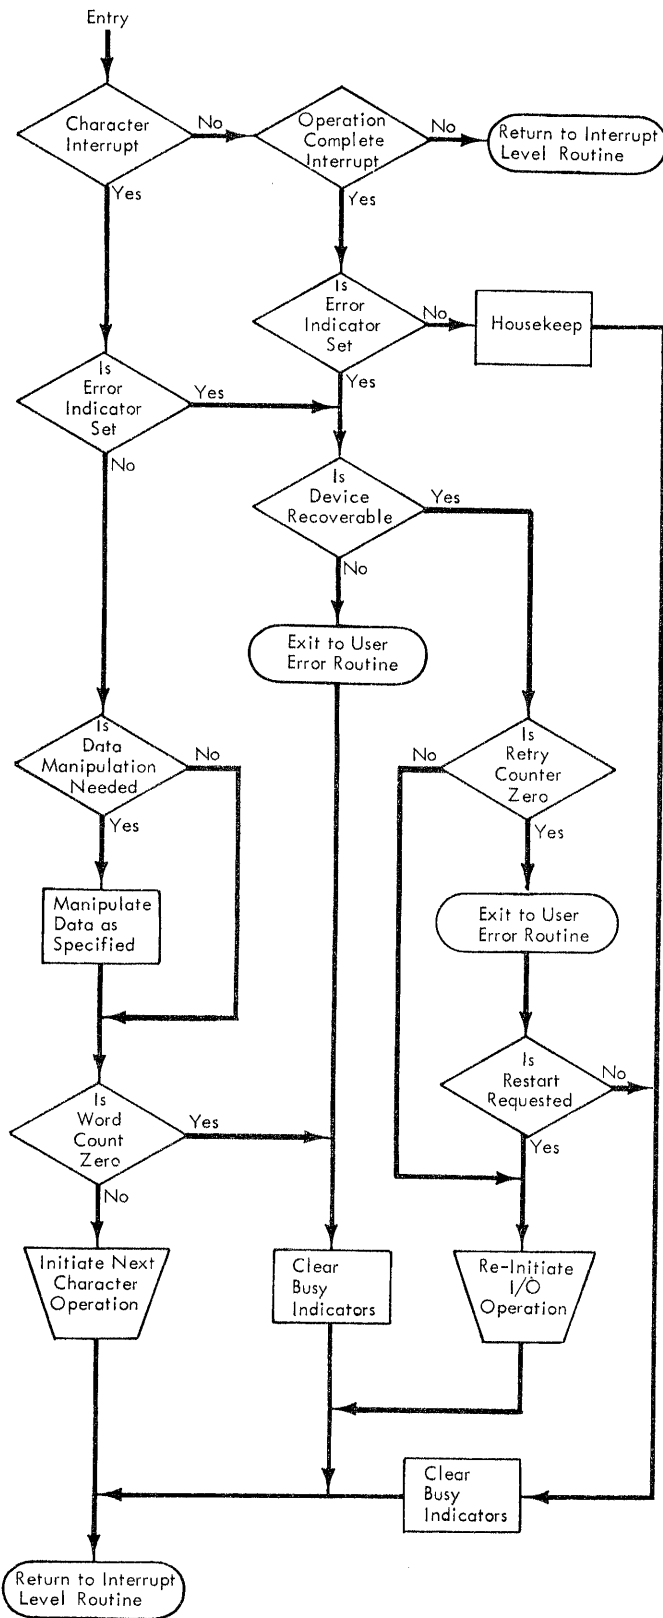 Entry
Character
Interrupt
No
Operation
Complete
Interrupt
No
Return to Interrupt
Level Routine
Yes
Yes
Is
Error
Indicator
Set
No
Housekeep
Yes
Is
Error
Indicator
Set
Yes
No
Is
Device
Recoverable
Yes
No
Exit to User
Error Routine
Is
Data
Manipulation
Needed
No
Yes
Is
Retry
Counter
Zero
No
Yes
Manipulate
Data as
Specified
Exit to User
Error Routine
Is
Restart
Requested
No
Yes
Is
Word
Count
Zero
Yes
No
Initiate Next
Character
Operation
Clear
Busy
Indicators
Re-Initiate
I/O
Operation
Clear
Busy
Indicators
Return to Interrupt
Level Routine